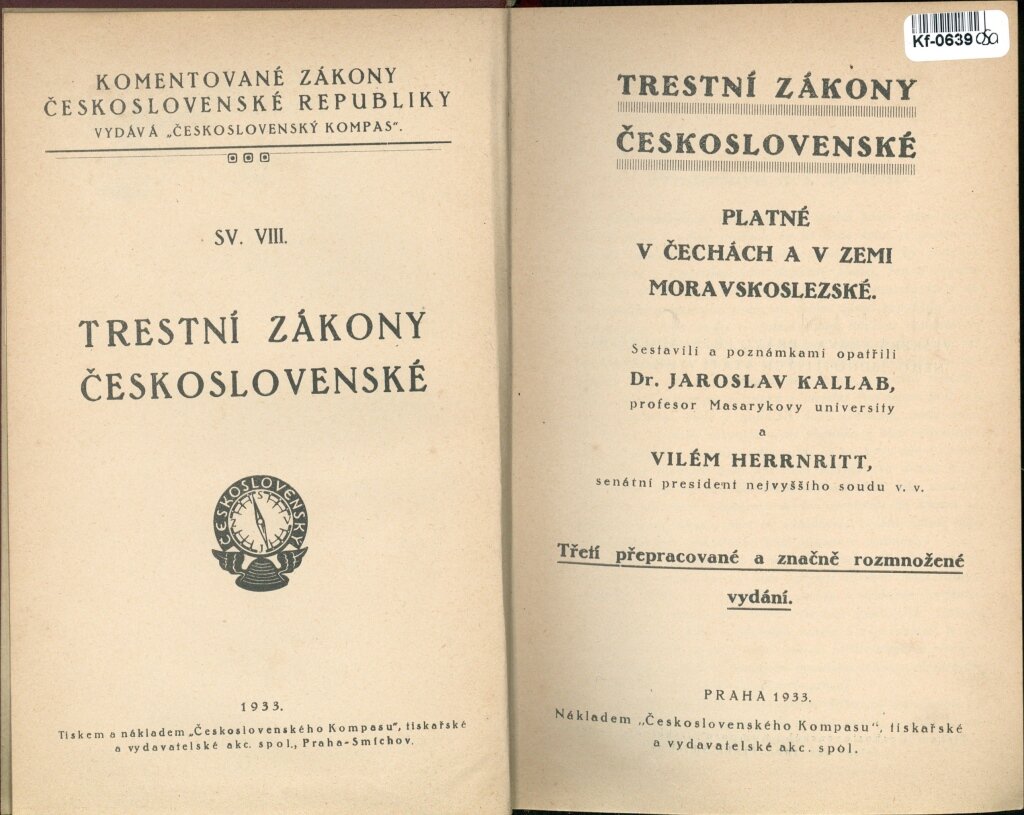 KOMENTOVANÉ ZÁKONY
ČESKOSLOVENSKÉ REPUBLIKY
VYDÁVÁ „ČESKOSLOVENSKÝ KOMPAS“.
SV. VIII.
TRESTNÍ ZÁKONY
ČESKOSLOVENSKÉ
ČESKOSLOVENSKÝ
S
V
J
Z
1933.
Tiskem a nákladem „Československého Kompasu“, tiskařské
a vydavatelské akc. spol., Praha-Smíchov.
Kf-0639
TRESTNÍ ZÁKONY
ČESKOSLOVENSKÉ
PLATNÉ
V ČECHÁCH A V ZEMI
MORAVSKOSLEZSKÉ.
Sestavili a poznámkami opatřili
Dr. JAROSLAV KALLAB,
profesor Masarykovy university
a
VILÉM HERRNRITT,
senátní president nejvyššího soudu v. v.
Třetí přepracované a značně rozmnožené
vydání.
PRAHA 1933.
Nákladem „Československého Kompasu“, tiskařské
a vydavatelské akc. spol.